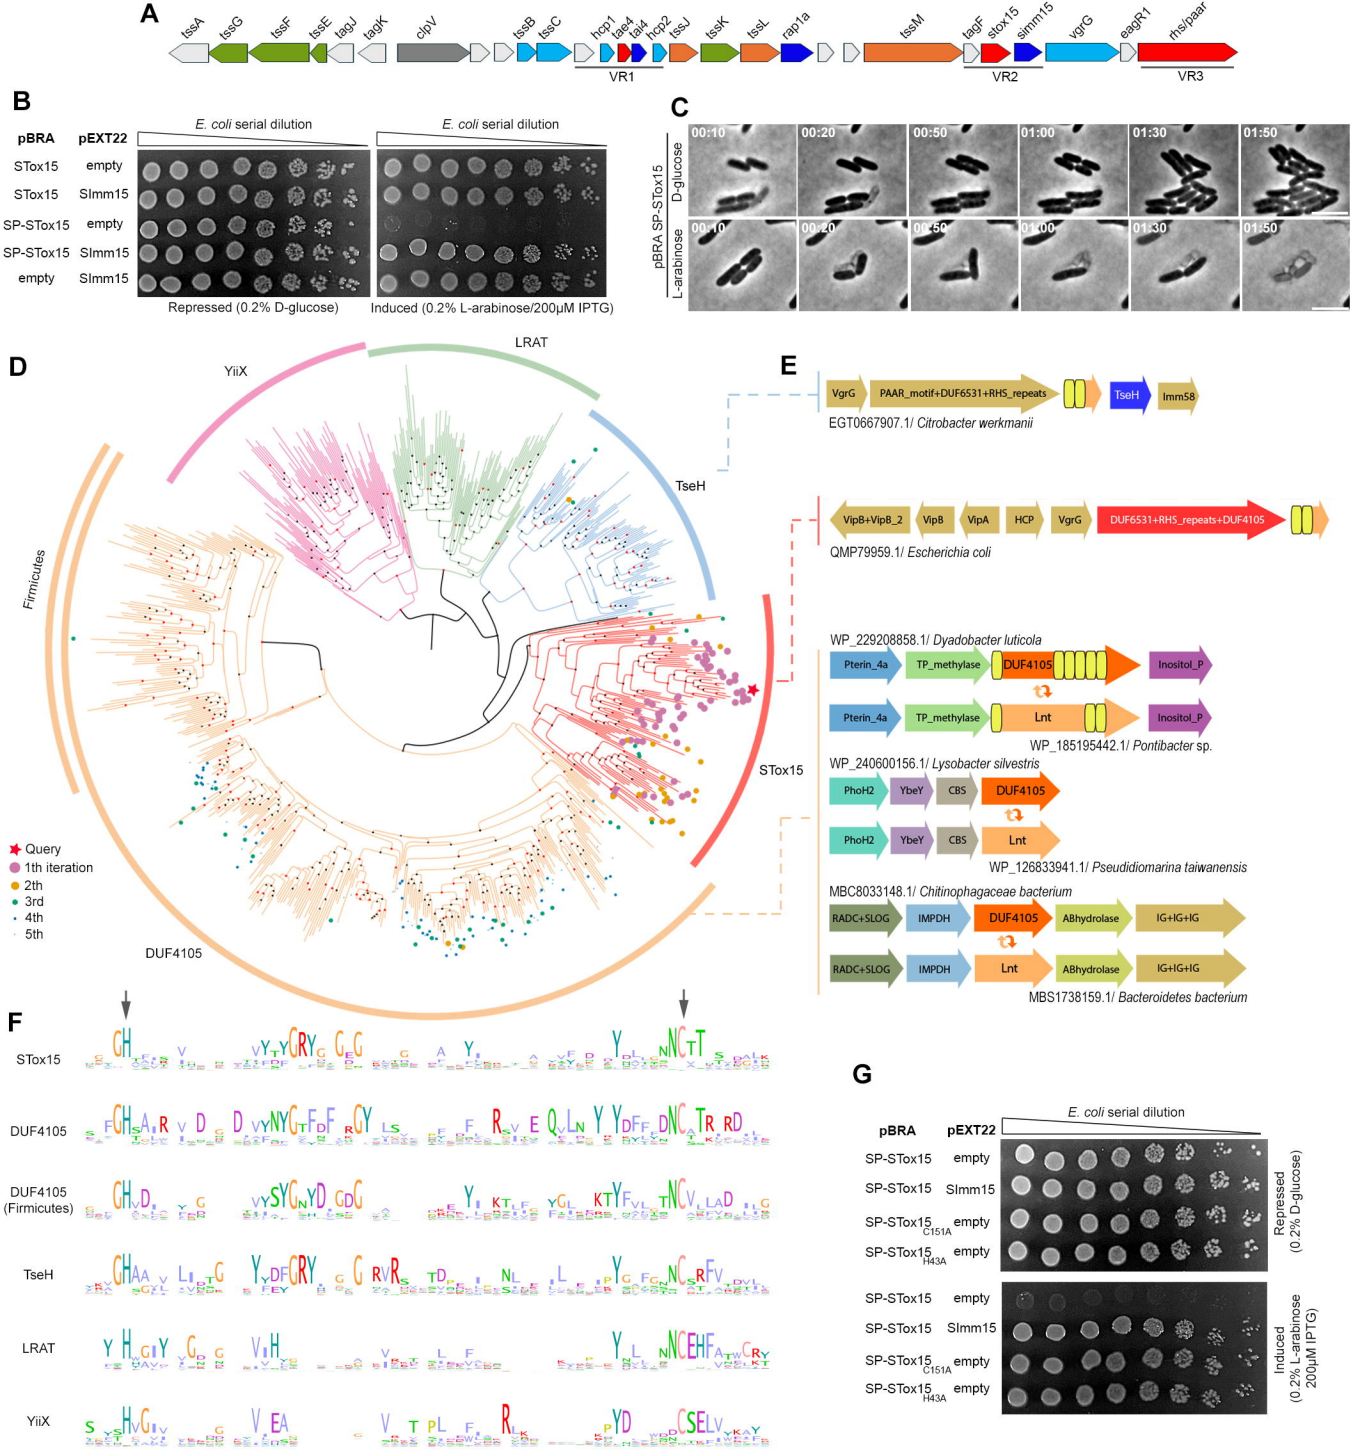 A
tssA tssG tssF tssE tagJ tagK clpV tssB tssC hcp1 tae4 tai4 hcp2 tssJ tssK tssL rap1a tssM tagF stox15 simm15 vgrG eagR1 rhs/paar
VR1 VR2 VR3
B
E. coli serial dilution E. coli serial dilution
pBRA pEXT22
STox15 empty
STox15 SImm15
SP-STox15 empty
SP-STox15 SImm15
empty SImm15
Repressed (0.2% D-glucose) Induced (0.2% L-arabinose/200µM IPTG)
C
pBRA SP-STox15
D-glucose
00:10 00:20 00:50 01:00 01:30 01:50
L-arabinose
00:10 00:20 00:50 01:00 01:30 01:50
D
YiiX
LRAT
TseH
STox15
DUF4105
Firmicutes
Query
1th iteration
2th
3rd
4th
5th
E
VgrG PAAR_motif+DUF6531+RHS_repeats TseH Imm58
EGT0667907.1/ Citrobacter werkmanii
VipB+VipB_2 VipB VipA HCP VgrG DUF6531+RHS_repeats+DUF4105
QMP79959.1/ Escherichia coli
WP_229208858.1/ Dyadobacter luticola
Pterin_4a TP_methylase DUF4105 Inositol_P
Pterin_4a TP_methylase Lnt Inositol_P
WP_185195442.1/ Pontibacter sp.
WP_240600156.1/ Lysobacter silvestris
PhoH2 YbeY CBS DUF4105
PhoH2 YbeY CBS Lnt
WP_126833941.1/ Pseudidiomarina taiwanensis
MBC8033148.1/ Chitinophagaceae bacterium
RADC+SLOG IMPDH DUF4105 ABhydrolase IG+IG+IG
RADC+SLOG IMPDH Lnt ABhydrolase IG+IG+IG
MBS1738159.1/ Bacteroidetes bacterium
F
STox15
DUF4105
DUF4105
(Firmicutes)
TseH
LRAT
YiiX
G
E. coli serial dilution
pBRA pEXT22
SP-STox15 empty
SP-STox15 SImm15
SP-STox15 C151A empty
SP-STox15 H43A empty
Repressed
(0.2% D-glucose)
SP-STox15 empty
SP-STox15 SImm15
SP-STox15 C151A empty
SP-STox15 H43A empty
Induced
(0.2% L-arabinose
200µM IPTG)